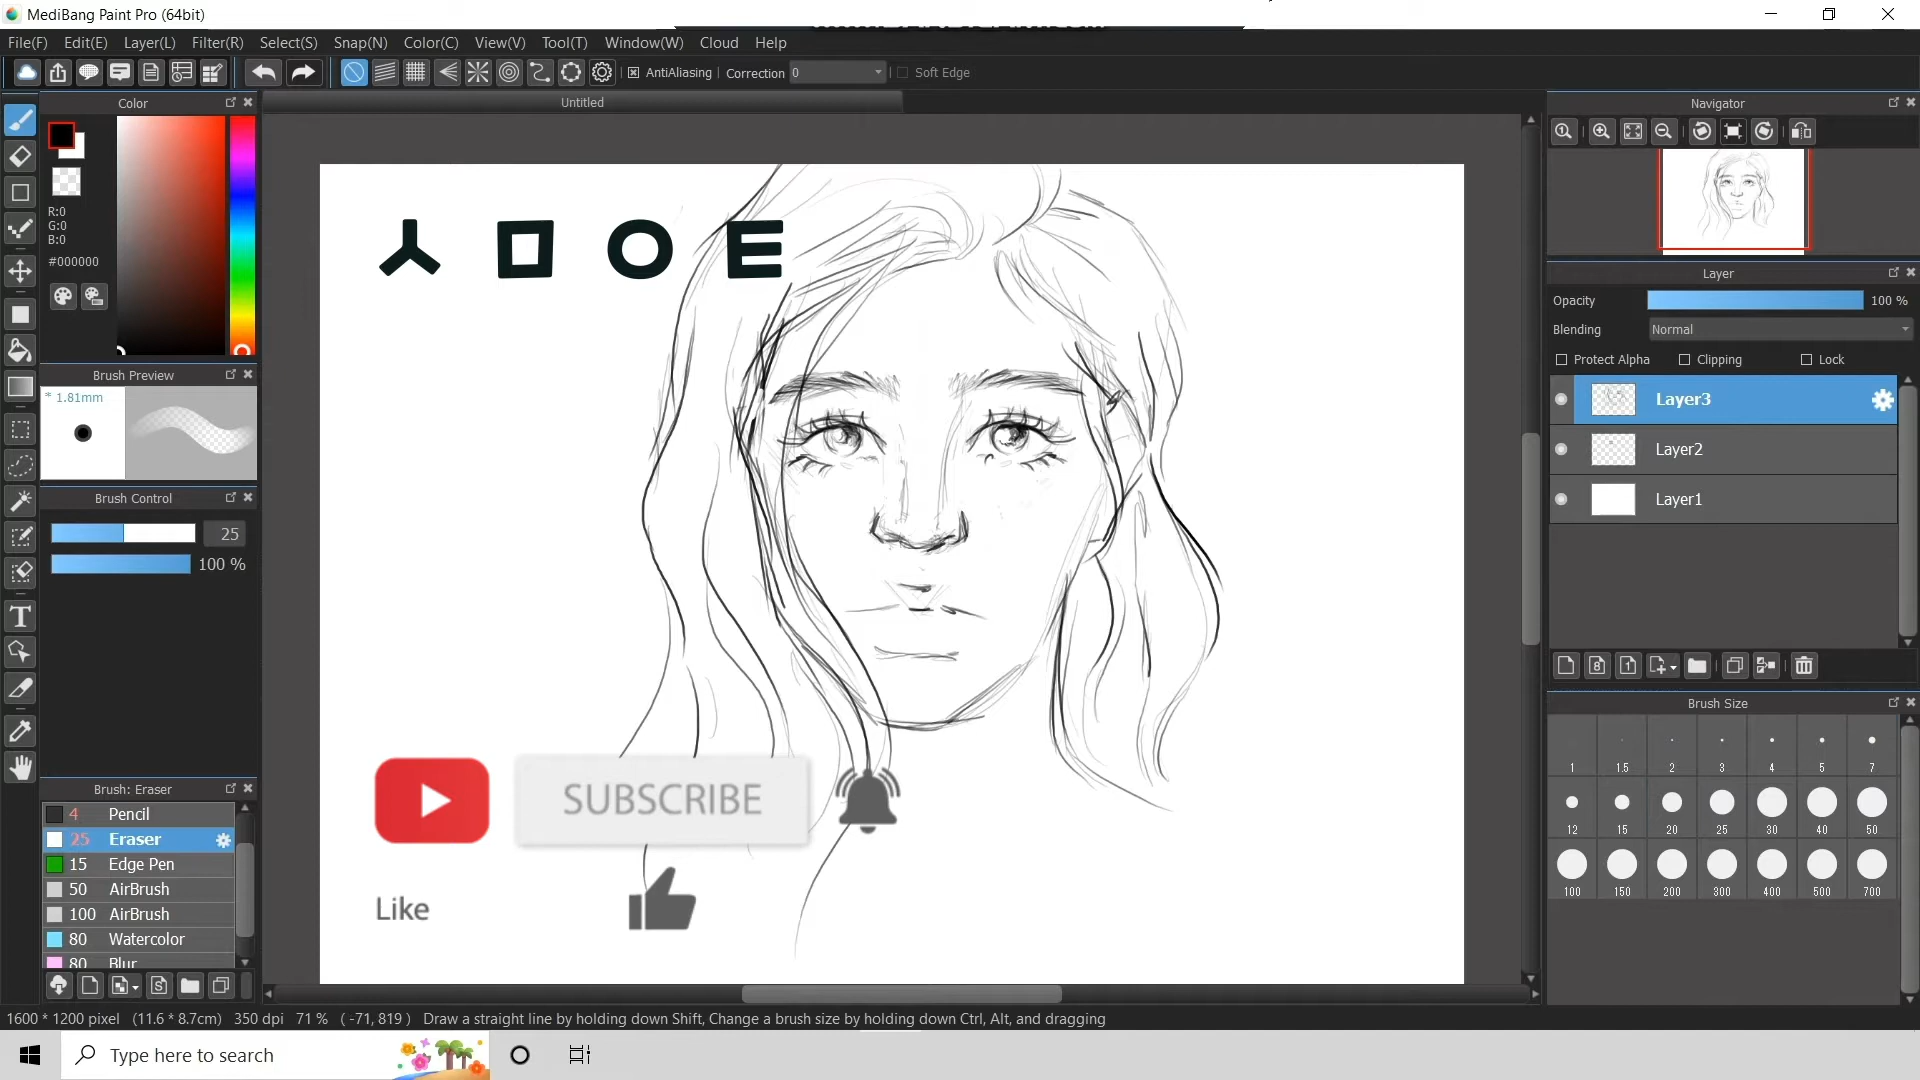 MediBang Paint Pro (64bit)
File(F) Edit(E) Layer(L) Filter(R) Select(S) Snap(N) Color(C) View(V) Tool(T) Window(W) Cloud Help
AntiAliasing Correction 0 Soft Edge
Color
Untitled
Navigator
R:0
G:0
B:0
#000000
ㅅㅁㅇㅌ
Layer
Opacity 100 %
Blending Normal
Protect Alpha Clipping Lock
Brush Preview
* 1.81mm
Layer3
Layer2
Layer1
Brush Control
25
100 %
Brush Size
1 1.5 2 3 4 5 7
12 15 20 25 30 40 50
100 150 200 300 400 500 700
Brush: Eraser
4 Pencil
25 Eraser
15 Edge Pen
50 AirBrush
100 AirBrush
80 Watercolor
80 Blur
SUBSCRIBE
Like
1600 * 1200 pixel (11.6 * 8.7cm) 350 dpi 71 % ( -71, 819 ) Draw a straight line by holding down Shift, Change a brush size by holding down Ctrl, Alt, and dragging
Type here to search